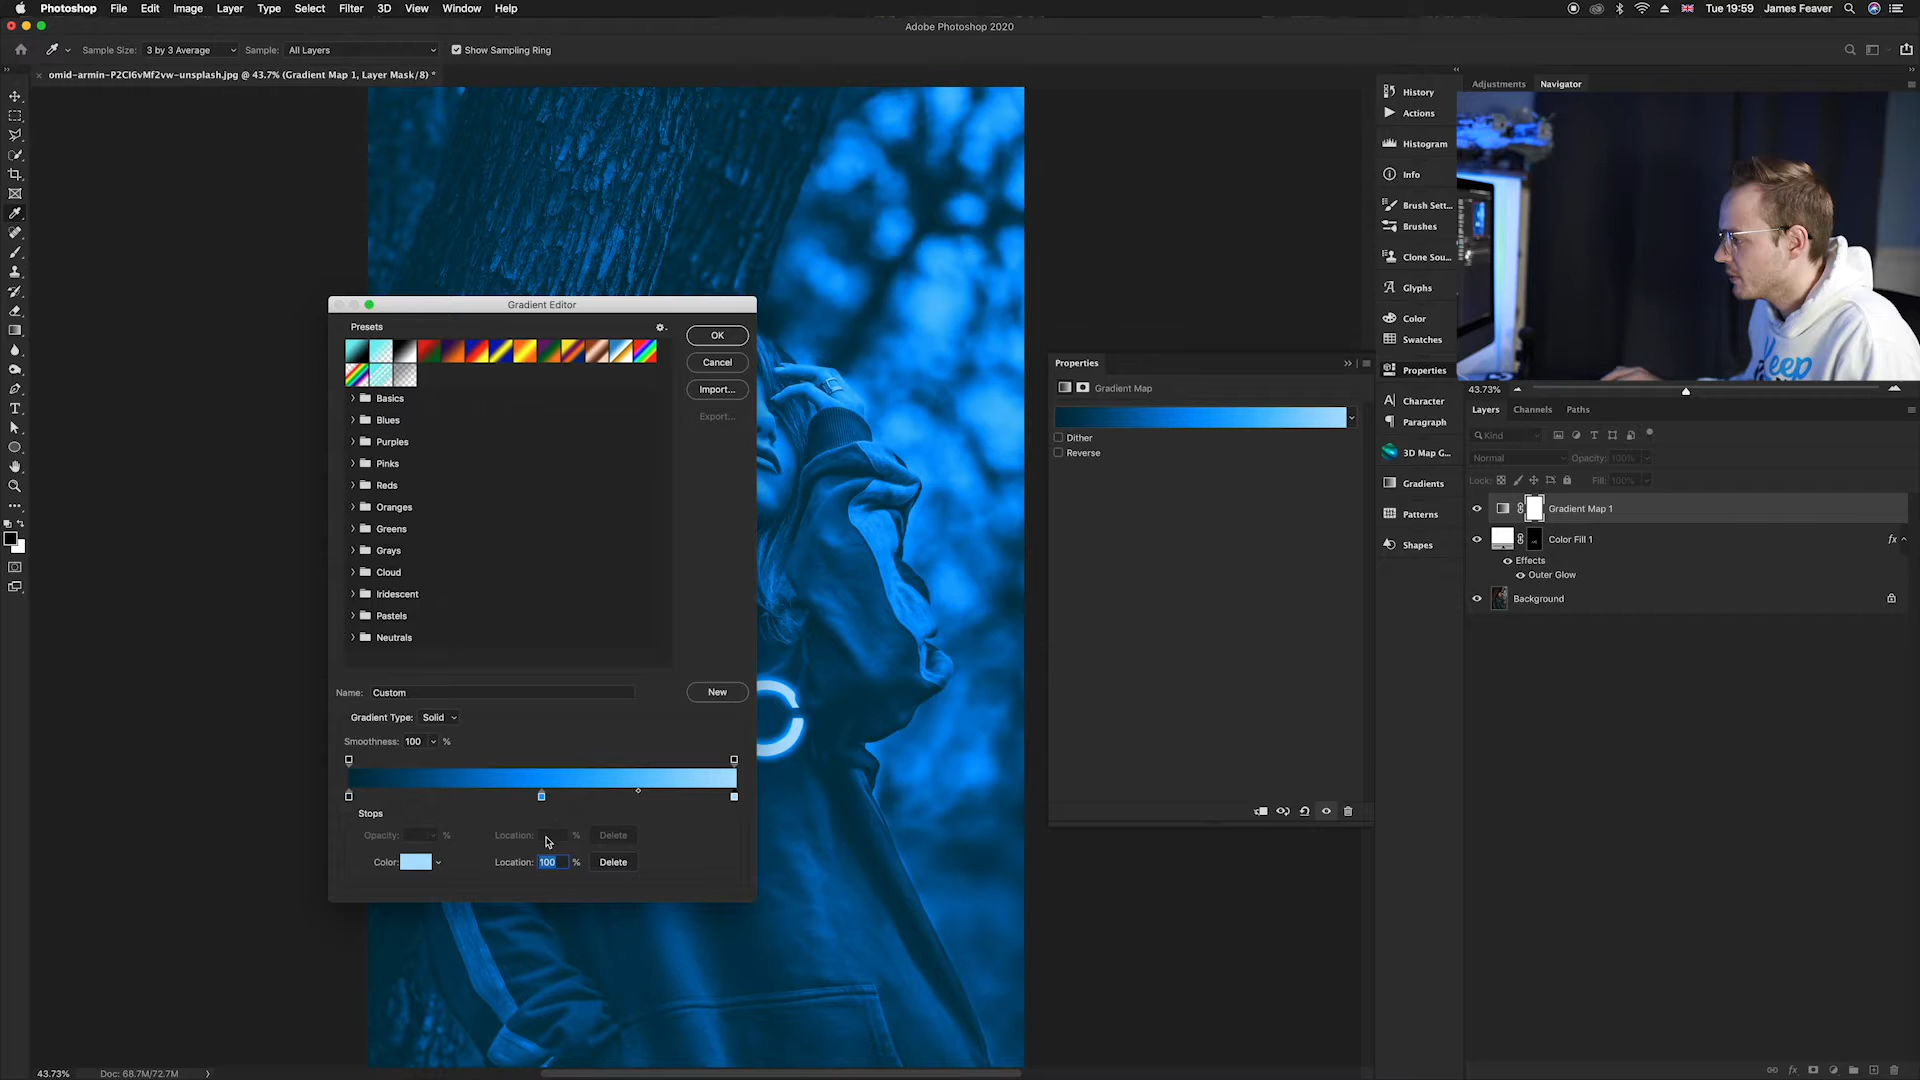 Photoshop File Edit Image Layer Type Select Filter 3D View Window Help
Tue 19:59 James Feaver
Adobe Photoshop 2020
Sample Size: 3 by 3 Average Sample: All Layers Show Sampling Ring
omid-armin-P2CI6vMf2vw-unsplash.jpg @ 43.7% (Gradient Map 1, Layer Mask/8) *
Adjustments Navigator
History
Actions
Histogram
Info
Brush Sett...
Brushes
Clone Sou...
Glyphs
Color
Swatches
Properties
Character
Paragraph
3D Map G...
Gradients
Patterns
Shapes
Gradient Editor
Presets
OK
Cancel
Import...
Export...
Basics
Blues
Purples
Pinks
Reds
Oranges
Greens
Grays
Cloud
Iridescent
Pastels
Neutrals
Name: Custom
New
Gradient Type: Solid
Smoothness: 100 %
Stops
Opacity: % Location: % Delete
Color: Location: 100 % Delete
Properties
Gradient Map
Dither
Reverse
Keep
43.73%
Layers Channels Paths
Kind
Normal Opacity: 100%
Lock: Fill: 100%
Gradient Map 1
Color Fill 1 fx
Effects
Outer Glow
Background
43.73% Doc: 68.7M/72.7M
fx